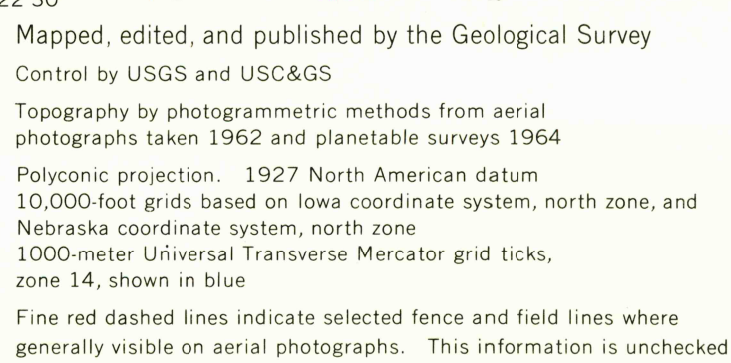 22'30"
Mapped, edited, and published by the Geological Survey
Control by USGS and USC&GS
Topography by photogrammetric methods from aerial
photographs taken 1962 and planetable surveys 1964
Polyconic projection. 1927 North American datum
10,000-foot grids based on Iowa coordinate system, north zone, and
Nebraska coordinate system, north zone
1000-meter Universal Transverse Mercator grid ticks,
zone 14, shown in blue
Fine red dashed lines indicate selected fence and field lines where
generally visible on aerial photographs. This information is unchecked